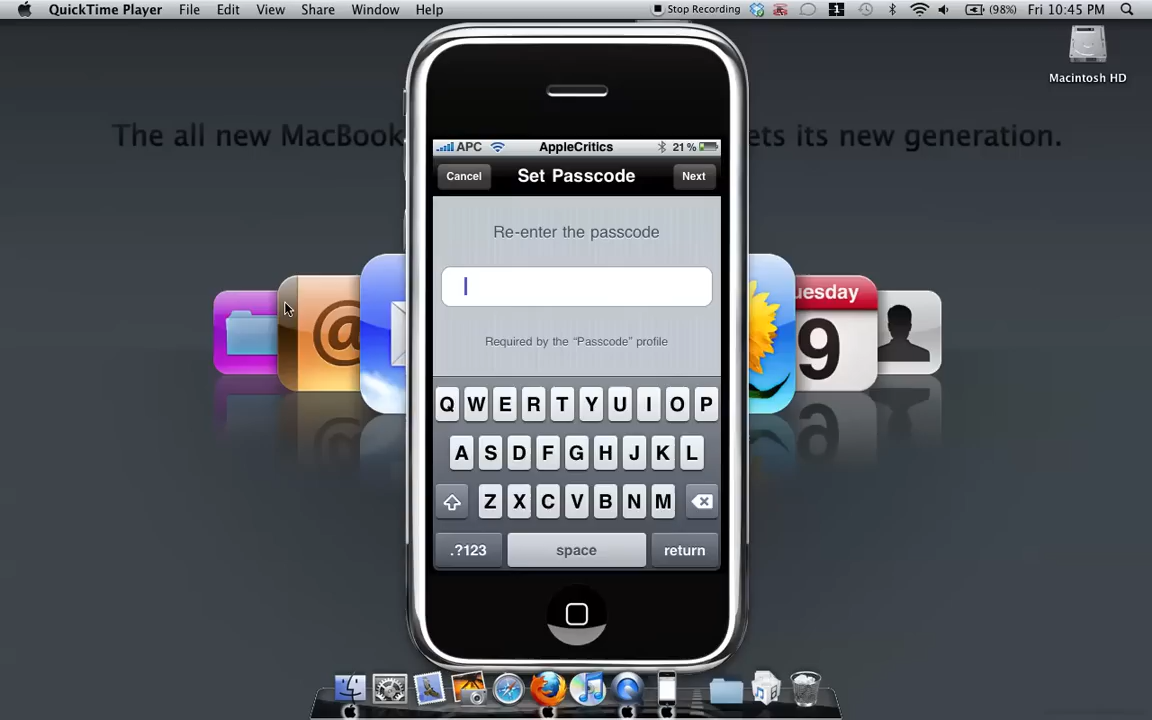 QuickTime Player File Edit View Share Window Help Stop Recording 1 (98%) Fri 10:45 PM
Macintosh HD
The all new MacBook ets its new generation.
APC AppleCritics 21 %
Cancel Set Passcode Next
Re-enter the passcode
@ uesday
9
Required by the “Passcode” profile
Q W E R T Y U I O P
A S D F G H J K L
Z X C V B N M
.?123 space return